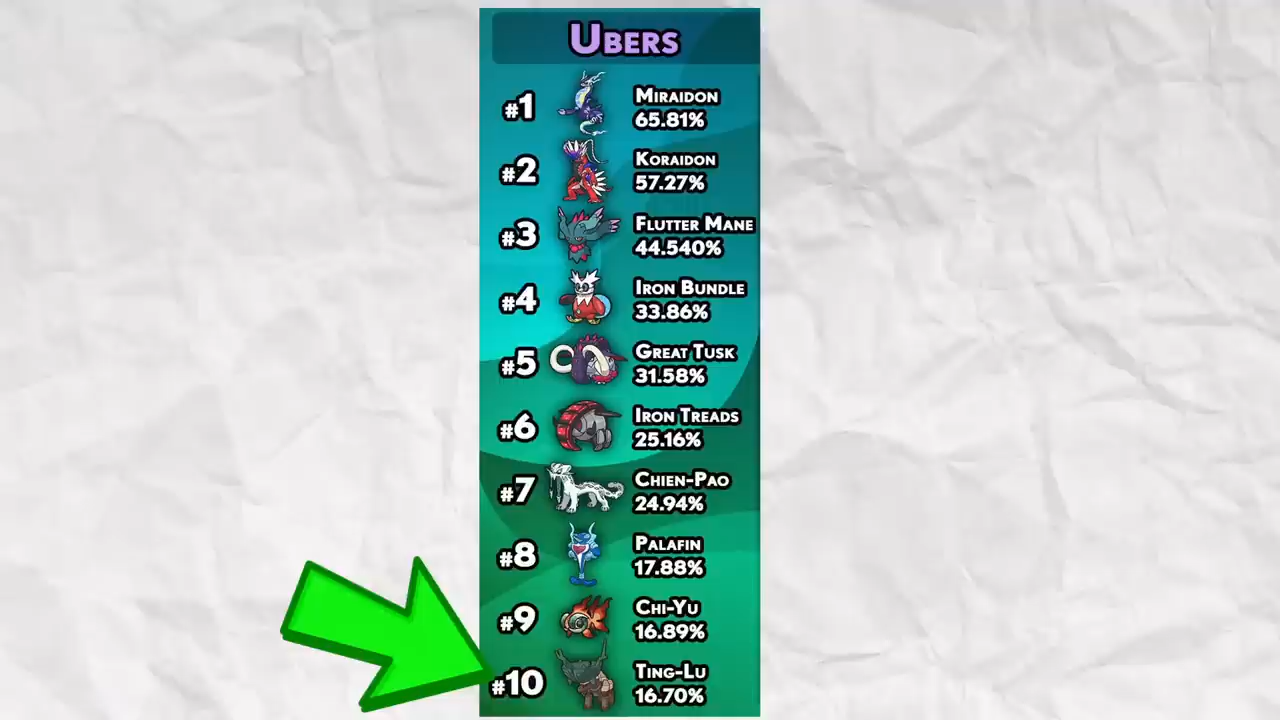 Ubers
#1
Miraidon
65.81%
#2
Koraidon
57.27%
#3
Flutter Mane
44.540%
#4
Iron Bundle
33.86%
#5
Great Tusk
31.58%
#6
Iron Treads
25.16%
#7
Chien-Pao
24.94%
#8
Palafin
17.88%
#9
Chi-Yu
16.89%
#10
Ting-Lu
16.70%